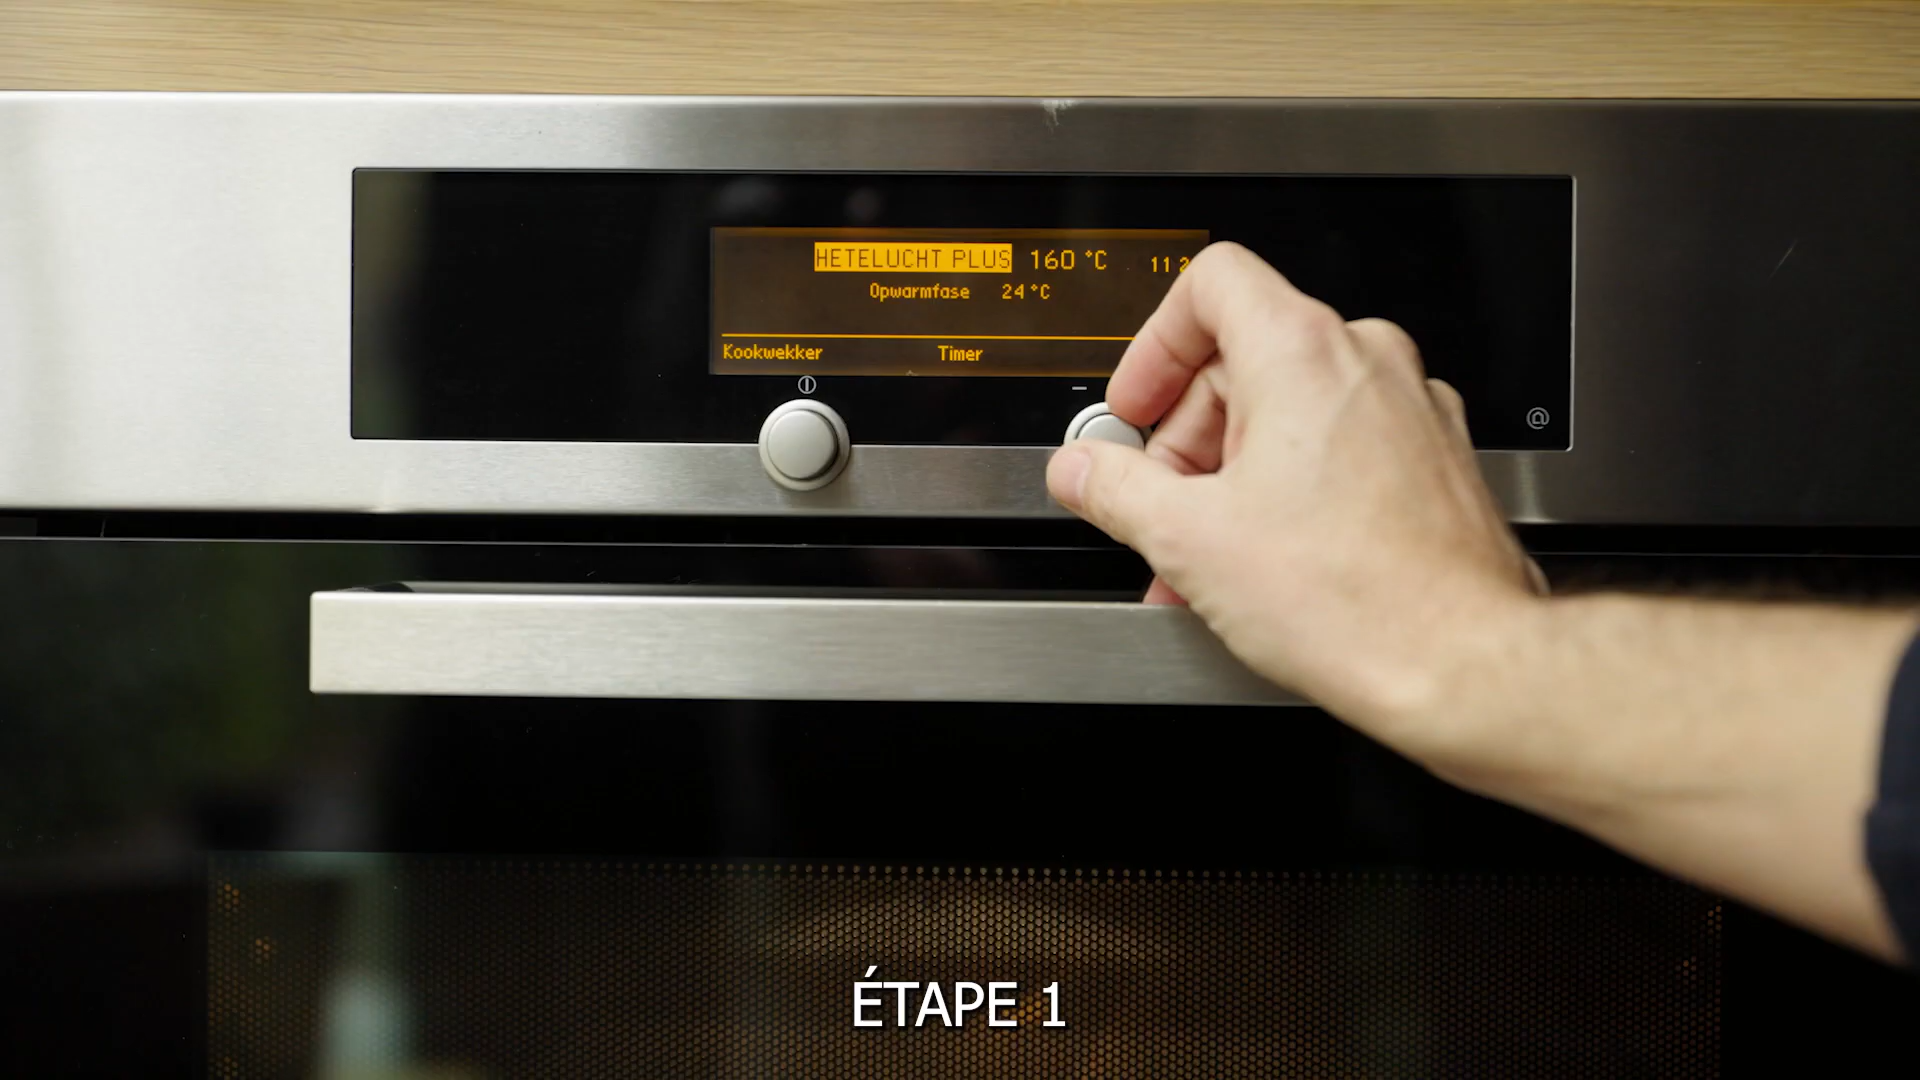 HETELUCHT PLUS 160 °C
Opwarmfase 24 °C
Kookwekker Timer
ÉTAPE 1